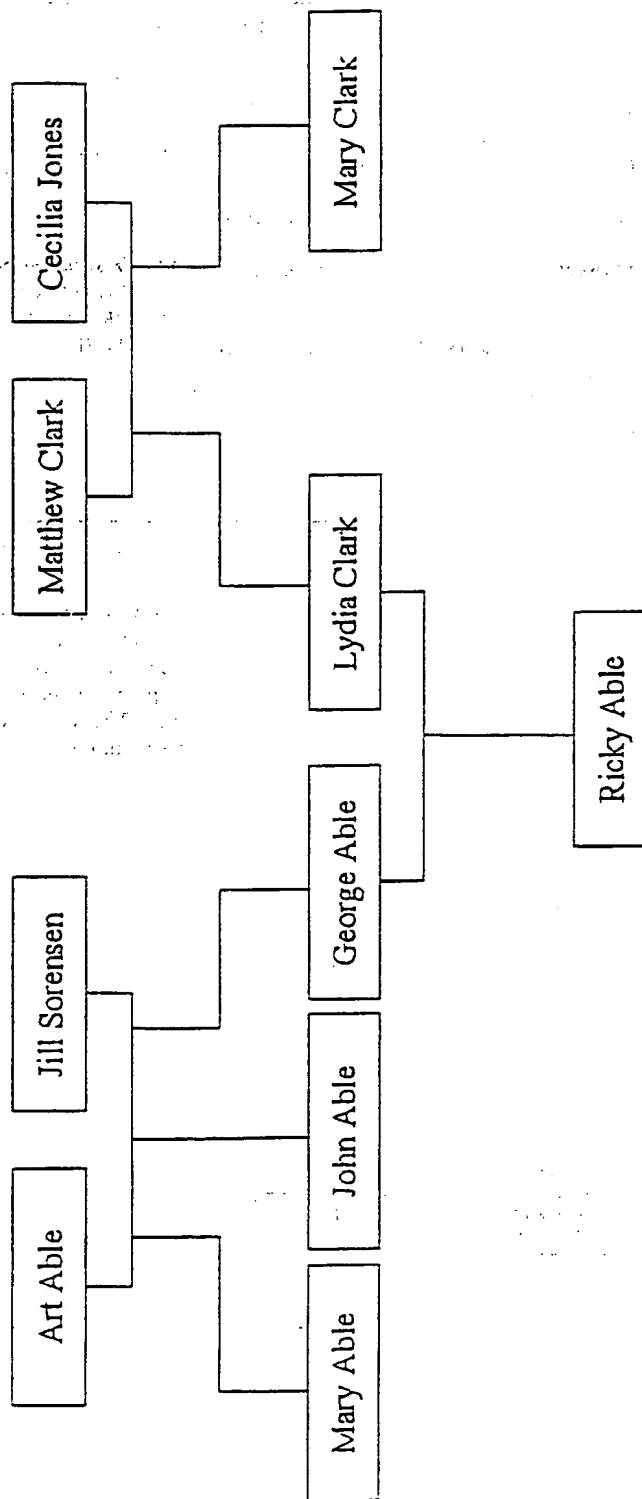 Art Able
Jill Sorensen
Matthew Clark
Cecilia Jones
Mary Able
John Able
George Able
Lydia Clark
Mary Clark
Ricky Able